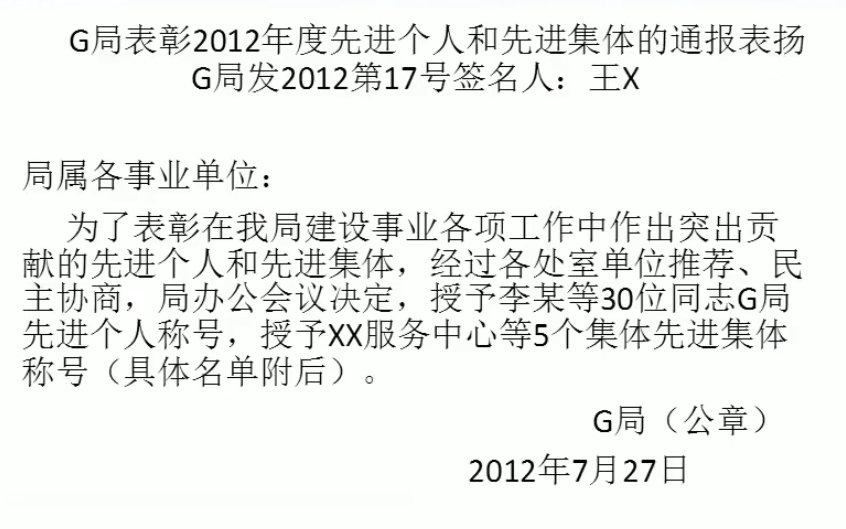 G局表彰2012年度先进个人和先进集体的通报表扬
G局发2012第17号签名人：王X
局属各事业单位：
为了表彰在我局建设事业各项工作中作出突出贡
献的先进个人和先进集体，经过各处室单位推荐、民
主协商，局办公会议决定，授予李某等30位同志G局
先进个人称号，授予XX服务中心等5个集体先进集体
称号（具体名单附后）。
G局（公章）
2012年7月27日